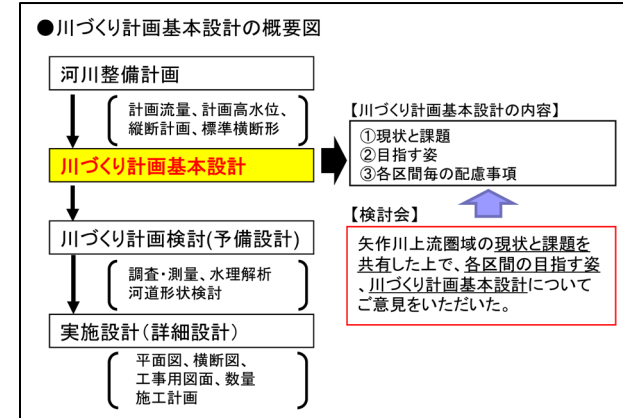 ●川づくり計画基本設計の概要図
河川整備計画
計画流量、計画高水位、
縦断計画、標準横断形
川づくり計画基本設計
川づくり計画検討(予備設計)
調査・測量、水理解析
河道形状検討
実施設計(詳細設計)
平面図、横断図、
工事用図面、数量
施工計画
【川づくり計画基本設計の内容】
①現状と課題
②目指す姿
③各区間毎の配慮事項
【検討会】
矢作川上流圏域の現状と課題を
共有した上で、各区間の目指す姿
、川づくり計画基本設計について
ご意見をいただいた。